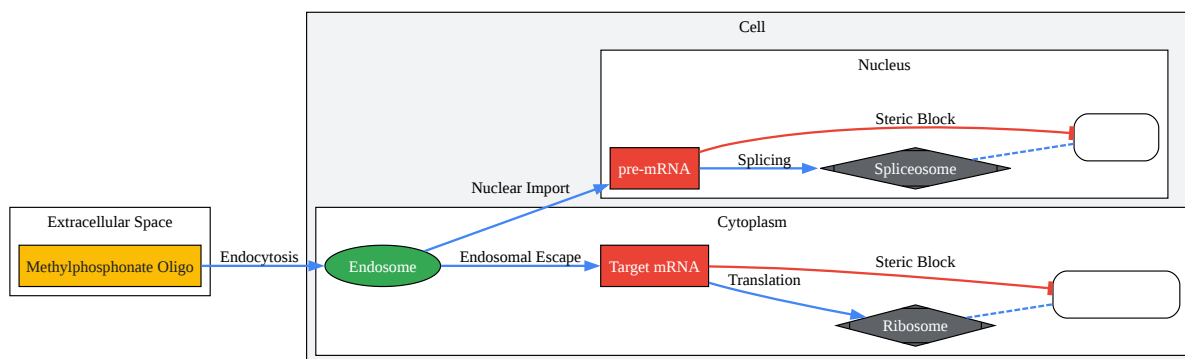 Cell
Nucleus
Steric Block
pre-mRNA
Splicing
Spliceosome
Nuclear Import
Extracellular Space
Cytoplasm
Methylphosphonate Oligo
Endocytosis
Endosome
Endosomal Escape
Target mRNA
Steric Block
Translation
Ribosome